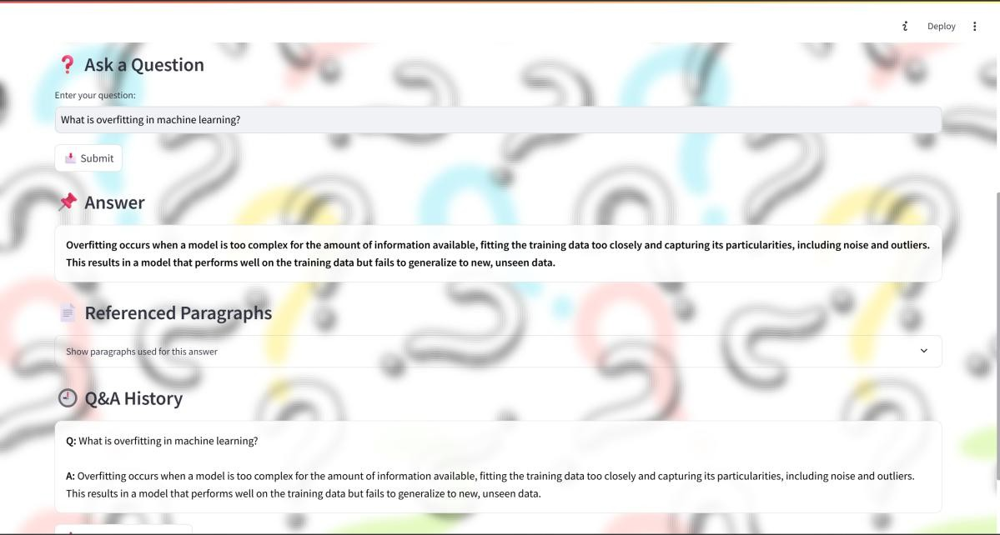 Deploy
Ask a Question
Enter your question:
What is overfitting in machine learning?
Submit
Answer
Overfitting occurs when a model is too complex for the amount of information available, fitting the training data too closely and capturing its particularities, including noise and outliers.
This results in a model that performs well on the training data but fails to generalize to new, unseen data.
Referenced Paragraphs
Show paragraphs used for this answer
Q&A History
Q: What is overfitting in machine learning?
A: Overfitting occurs when a model is too complex for the amount of information available, fitting the training data too closely and capturing its particularities, including noise and outliers.
This results in a model that performs well on the training data but fails to generalize to new, unseen data.